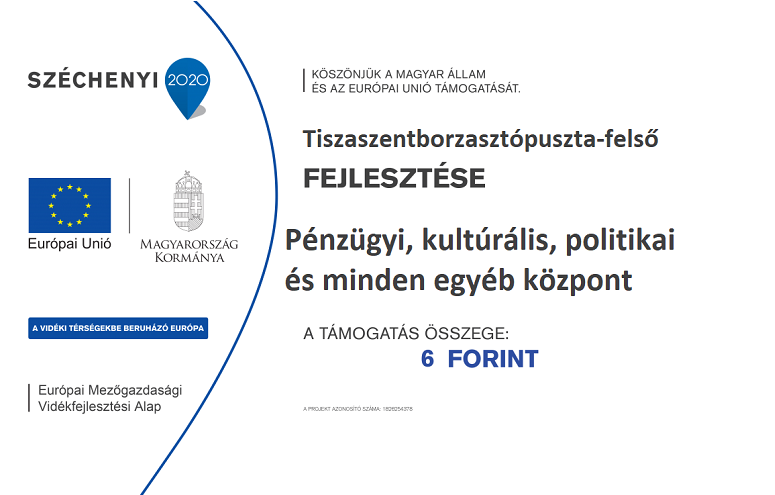 SZÉCHENYI 2020
KÖSZÖNJÜK A MAGYAR ÁLLAM
ÉS AZ EURÓPAI UNIÓ TÁMOGATÁSÁT.
Tiszaszentborzasztópuszta-felső
FEJLESZTÉSE
Európai Unió
MAGYARORSZÁG
KORMÁNYA
Pénzügyi, kultúrális, politikai
és minden egyéb központ
A VIDÉKI TÉRSÉGEKBE BERUHÁZÓ EURÓPA
A TÁMOGATÁS ÖSSZEGE:
6 FORINT
Európai Mezőgazdasági
Vidékfejlesztési Alap
A PROJEKT AZONOSÍTÓ SZÁMA: 1826254378